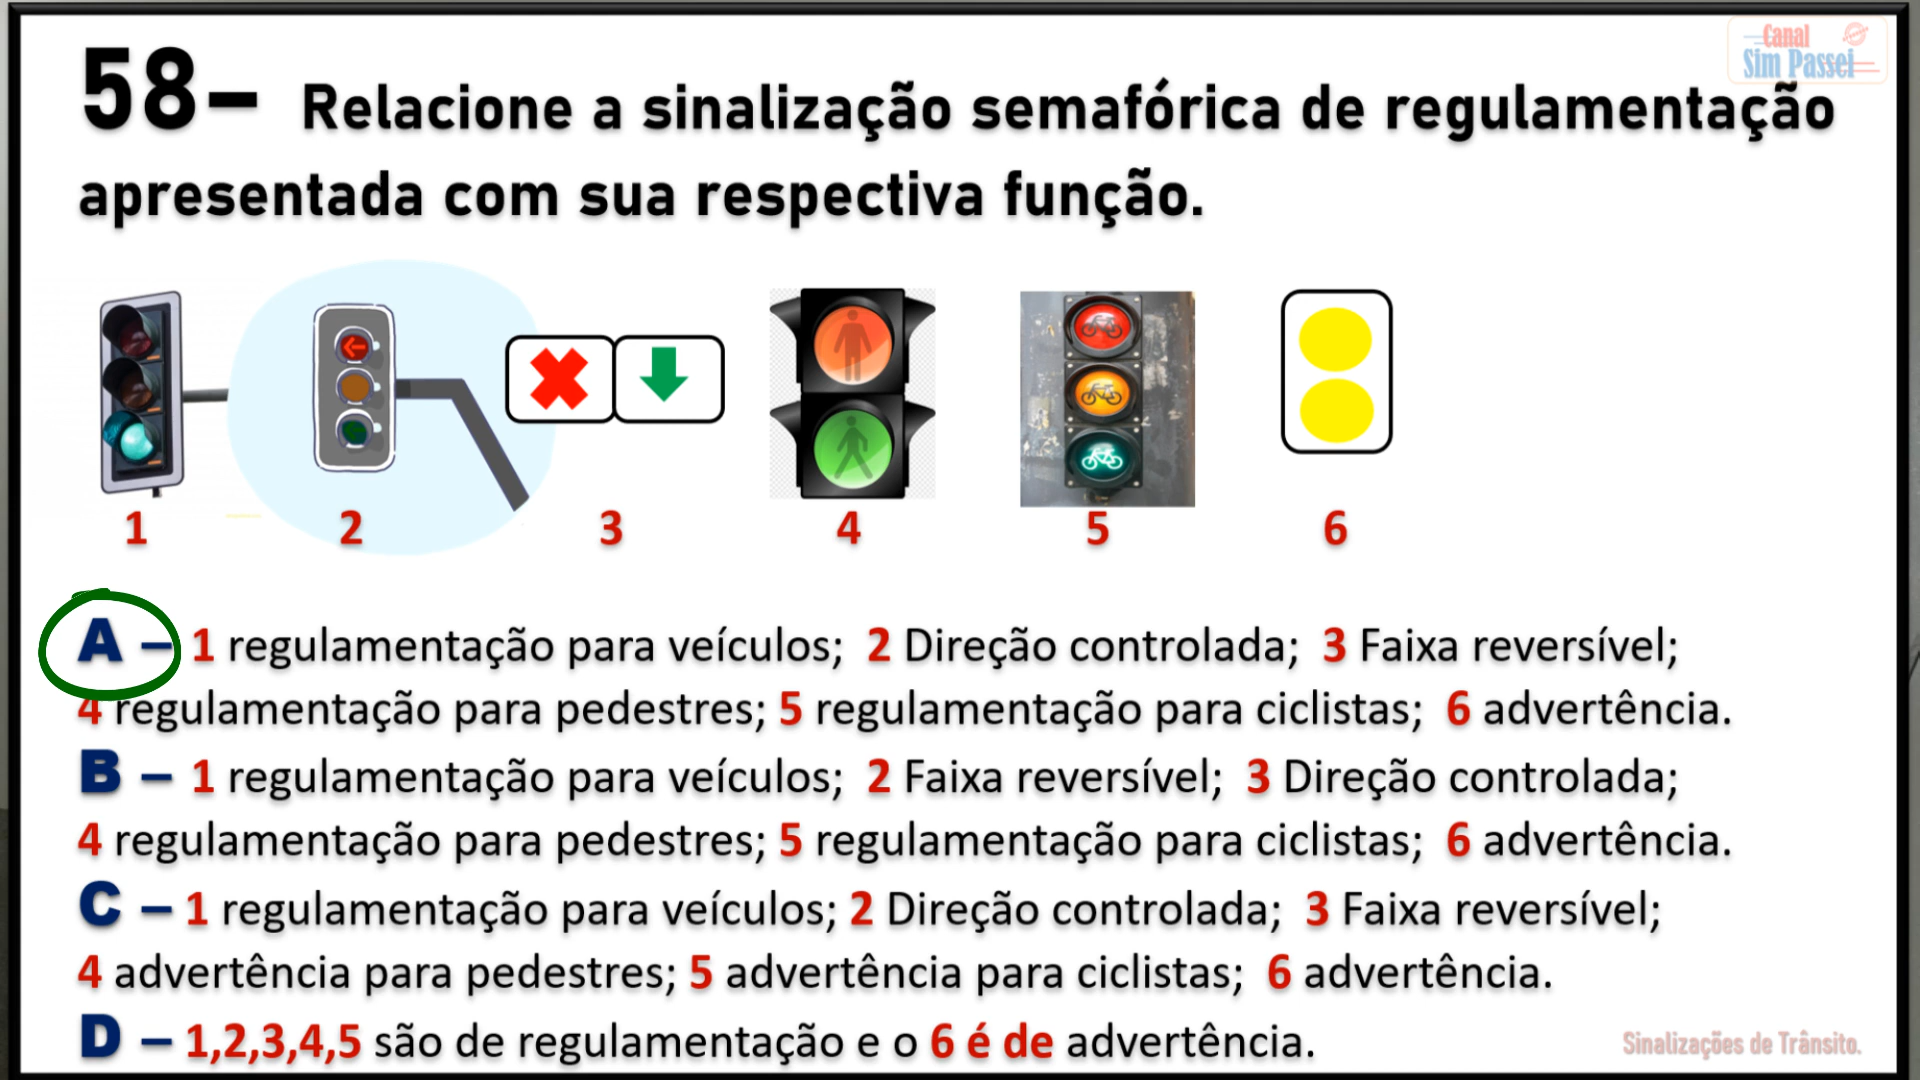 Canal
Sim Passei
58– Relacione a sinalização semafórica de regulamentação
apresentada com sua respectiva função.
1 2 3 4 5 6
A – 1 regulamentação para veículos; 2 Direção controlada; 3 Faixa reversível;
4 regulamentação para pedestres; 5 regulamentação para ciclistas; 6 advertência.
B – 1 regulamentação para veículos; 2 Faixa reversível; 3 Direção controlada;
4 regulamentação para pedestres; 5 regulamentação para ciclistas; 6 advertência.
C – 1 regulamentação para veículos; 2 Direção controlada; 3 Faixa reversível;
4 advertência para pedestres; 5 advertência para ciclistas; 6 advertência.
D – 1,2,3,4,5 são de regulamentação e o 6 é de advertência.
Sinalizações de Trânsito.